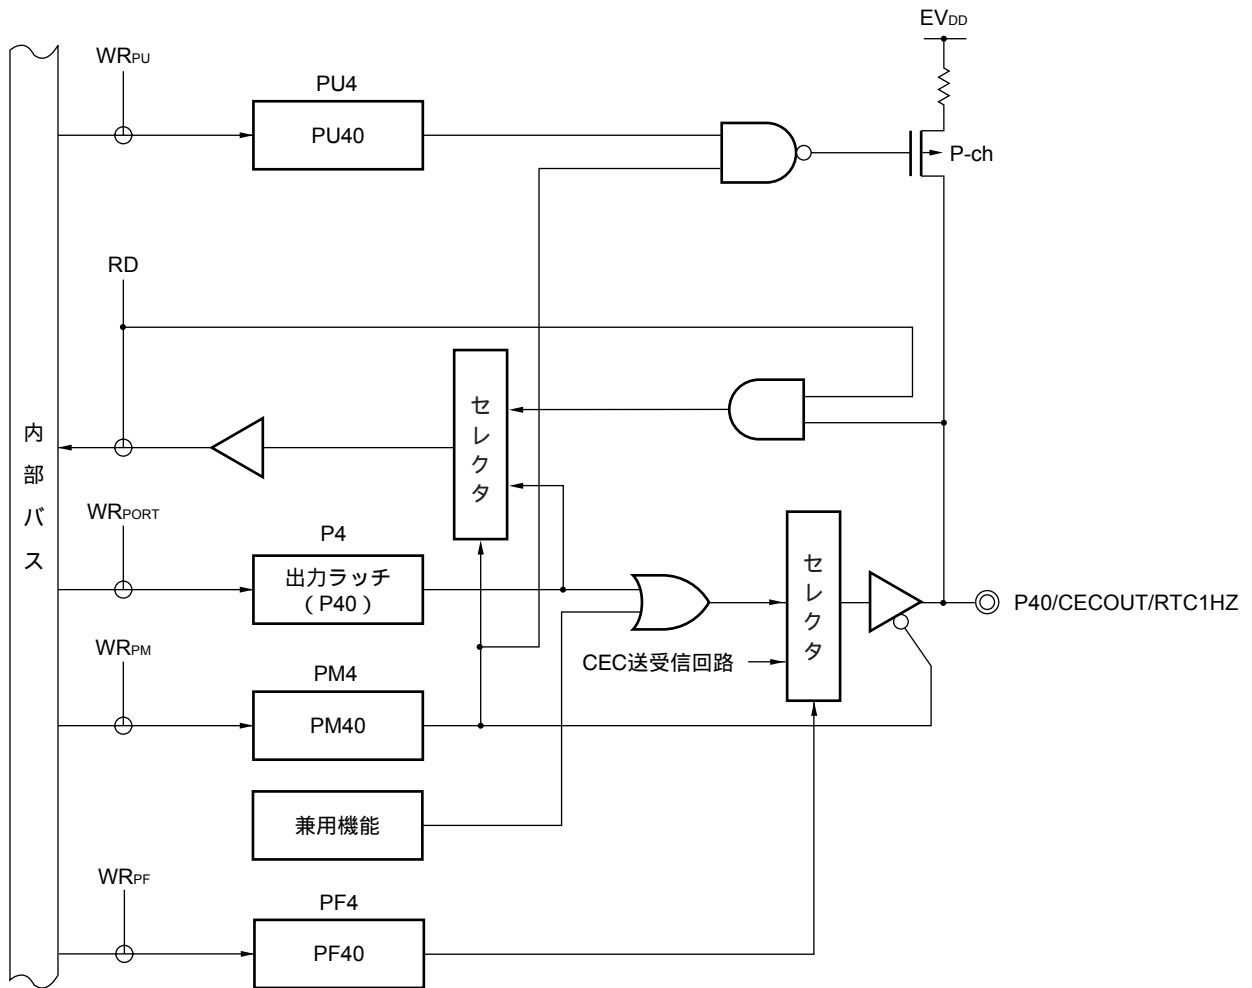 EVDD
WRPU
PU4
PU40
P-ch
RD
セレクタ
内部バス
WRPORT
P4
出力ラッチ
（P40）
セレクタ
P40/CECOUT/RTC1HZ
WRPM
CEC送受信回路
PM4
PM40
兼用機能
WRPF
PF4
PF40